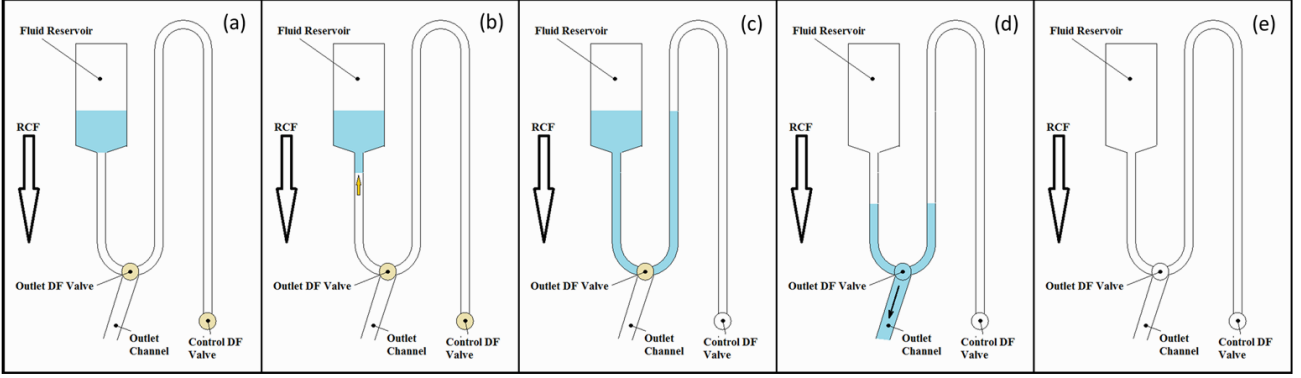 (a)
Fluid Reservoir
RCF
Outlet DF Valve
Outlet
Channel
Control DF
Valve
(b)
Fluid Reservoir
RCF
Outlet DF Valve
Outlet
Channel
Control DF
Valve
(c)
Fluid Reservoir
RCF
Outlet DF Valve
Outlet
Channel
Control DF
Valve
(d)
Fluid Reservoir
RCF
Outlet DF Valve
Outlet
Channel
Control DF
Valve
(e)
Fluid Reservoir
RCF
Outlet DF Valve
Outlet
Channel
Control DF
Valve